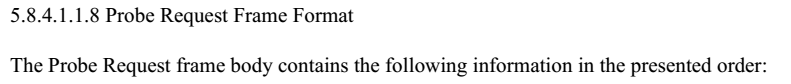 5.8.4.1.1.8 Probe Request Frame Format
The Probe Request frame body contains the following information in the presented order: